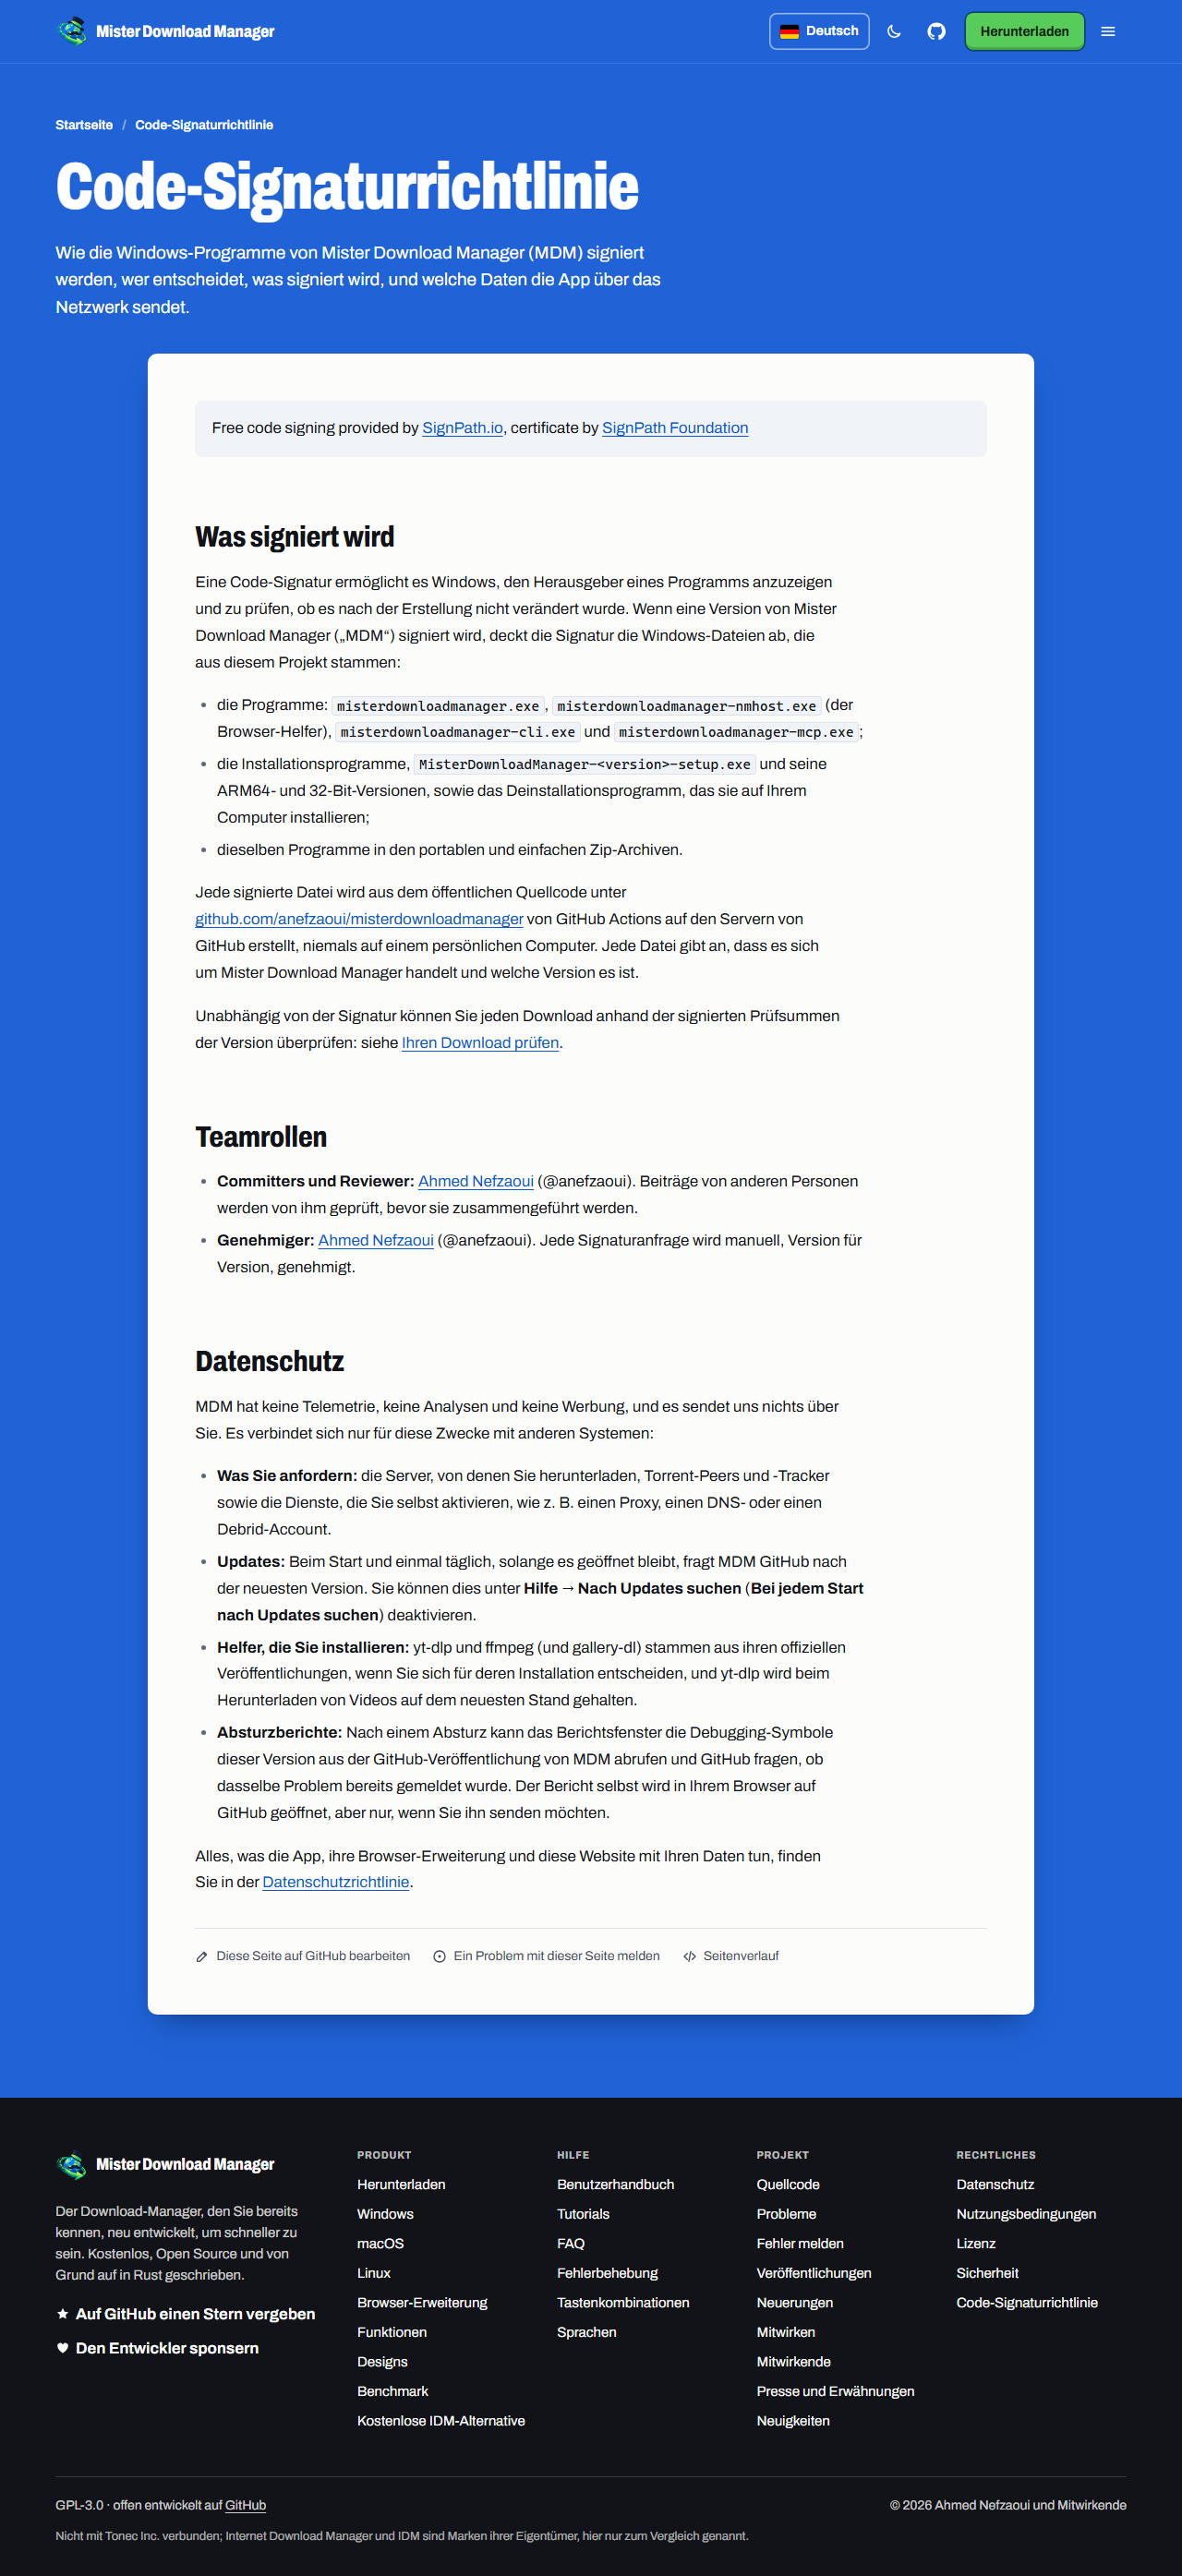 Mister Download Manager
Deutsch
Herunterladen
Startseite / Code-Signaturrichtlinie
Code-Signaturrichtlinie
Wie die Windows-Programme von Mister Download Manager (MDM) signiert
werden, wer entscheidet, was signiert wird, und welche Daten die App über das
Netzwerk sendet.
Free code signing provided by SignPath.io, certificate by SignPath Foundation
Was signiert wird
Eine Code-Signatur ermöglicht es Windows, den Herausgeber eines Programms anzuzeigen
und zu prüfen, ob es nach der Erstellung nicht verändert wurde. Wenn eine Version von Mister
Download Manager („MDM“) signiert wird, deckt die Signatur die Windows-Dateien ab, die
aus diesem Projekt stammen:
• die Programme: misterdownloadmanager.exe, misterdownloadmanager-nmhost.exe (der
Browser-Helfer), misterdownloadmanager-cli.exe und misterdownloadmanager-mcp.exe;
• die Installationsprogramme, MisterDownloadManager-<version>-setup.exe und seine
ARM64- und 32-Bit-Versionen, sowie das Deinstallationsprogramm, das sie auf Ihrem
Computer installieren;
• dieselben Programme in den portablen und einfachen Zip-Archiven.
Jede signierte Datei wird aus dem öffentlichen Quellcode unter
github.com/anefzaoui/misterdownloadmanager von GitHub Actions auf den Servern von
GitHub erstellt, niemals auf einem persönlichen Computer. Jede Datei gibt an, dass es sich
um Mister Download Manager handelt und welche Version es ist.
Unabhängig von der Signatur können Sie jeden Download anhand der signierten Prüfsummen
der Version überprüfen: siehe Ihren Download prüfen.
Teamrollen
• Committers und Reviewer: Ahmed Nefzaoui (@anefzaoui). Beiträge von anderen Personen
werden von ihm geprüft, bevor sie zusammengeführt werden.
• Genehmiger: Ahmed Nefzaoui (@anefzaoui). Jede Signaturanfrage wird manuell, Version für
Version, genehmigt.
Datenschutz
MDM hat keine Telemetrie, keine Analysen und keine Werbung, und es sendet uns nichts über
Sie. Es verbindet sich nur für diese Zwecke mit anderen Systemen:
• Was Sie anfordern: die Server, von denen Sie herunterladen, Torrent-Peers und -Tracker
sowie die Dienste, die Sie selbst aktivieren, wie z. B. einen Proxy, einen DNS- oder einen
Debrid-Account.
• Updates: Beim Start und einmal täglich, solange es geöffnet bleibt, fragt MDM GitHub nach
der neuesten Version. Sie können dies unter Hilfe → Nach Updates suchen (Bei jedem Start
nach Updates suchen) deaktivieren.
• Helfer, die Sie installieren: yt-dlp und ffmpeg (und gallery-dl) stammen aus ihren offiziellen
Veröffentlichungen, wenn Sie sich für deren Installation entscheiden, und yt-dlp wird beim
Herunterladen von Videos auf dem neuesten Stand gehalten.
• Absturzberichte: Nach einem Absturz kann das Berichtsfenster die Debugging-Symbole
dieser Version aus der GitHub-Veröffentlichung von MDM abrufen und GitHub fragen, ob
dasselbe Problem bereits gemeldet wurde. Der Bericht selbst wird in Ihrem Browser auf
GitHub geöffnet, aber nur, wenn Sie ihn senden möchten.
Alles, was die App, ihre Browser-Erweiterung und diese Website mit Ihren Daten tun, finden
Sie in der Datenschutzrichtlinie.
Diese Seite auf GitHub bearbeiten
Ein Problem mit dieser Seite melden
Seitenverlauf
Mister Download Manager
Der Download-Manager, den Sie bereits
kennen, neu entwickelt, um schneller zu
sein. Kostenlos, Open Source und von
Grund auf in Rust geschrieben.
Auf GitHub einen Stern vergeben
Den Entwickler sponsern
PRODUKT
Herunterladen
Windows
macOS
Linux
Browser-Erweiterung
Funktionen
Designs
Benchmark
Kostenlose IDM-Alternative
HILFE
Benutzerhandbuch
Tutorials
FAQ
Fehlerbehebung
Tastenkombinationen
Sprachen
PROJEKT
Quellcode
Probleme
Fehler melden
Veröffentlichungen
Neuerungen
Mitwirken
Mitwirkende
Presse und Erwähnungen
Neuigkeiten
RECHTLICHES
Datenschutz
Nutzungsbedingungen
Lizenz
Sicherheit
Code-Signaturrichtlinie
GPL-3.0 · offen entwickelt auf GitHub
© 2026 Ahmed Nefzaoui und Mitwirkende
Nicht mit Tonec Inc. verbunden; Internet Download Manager und IDM sind Marken ihrer Eigentümer, hier nur zum Vergleich genannt.